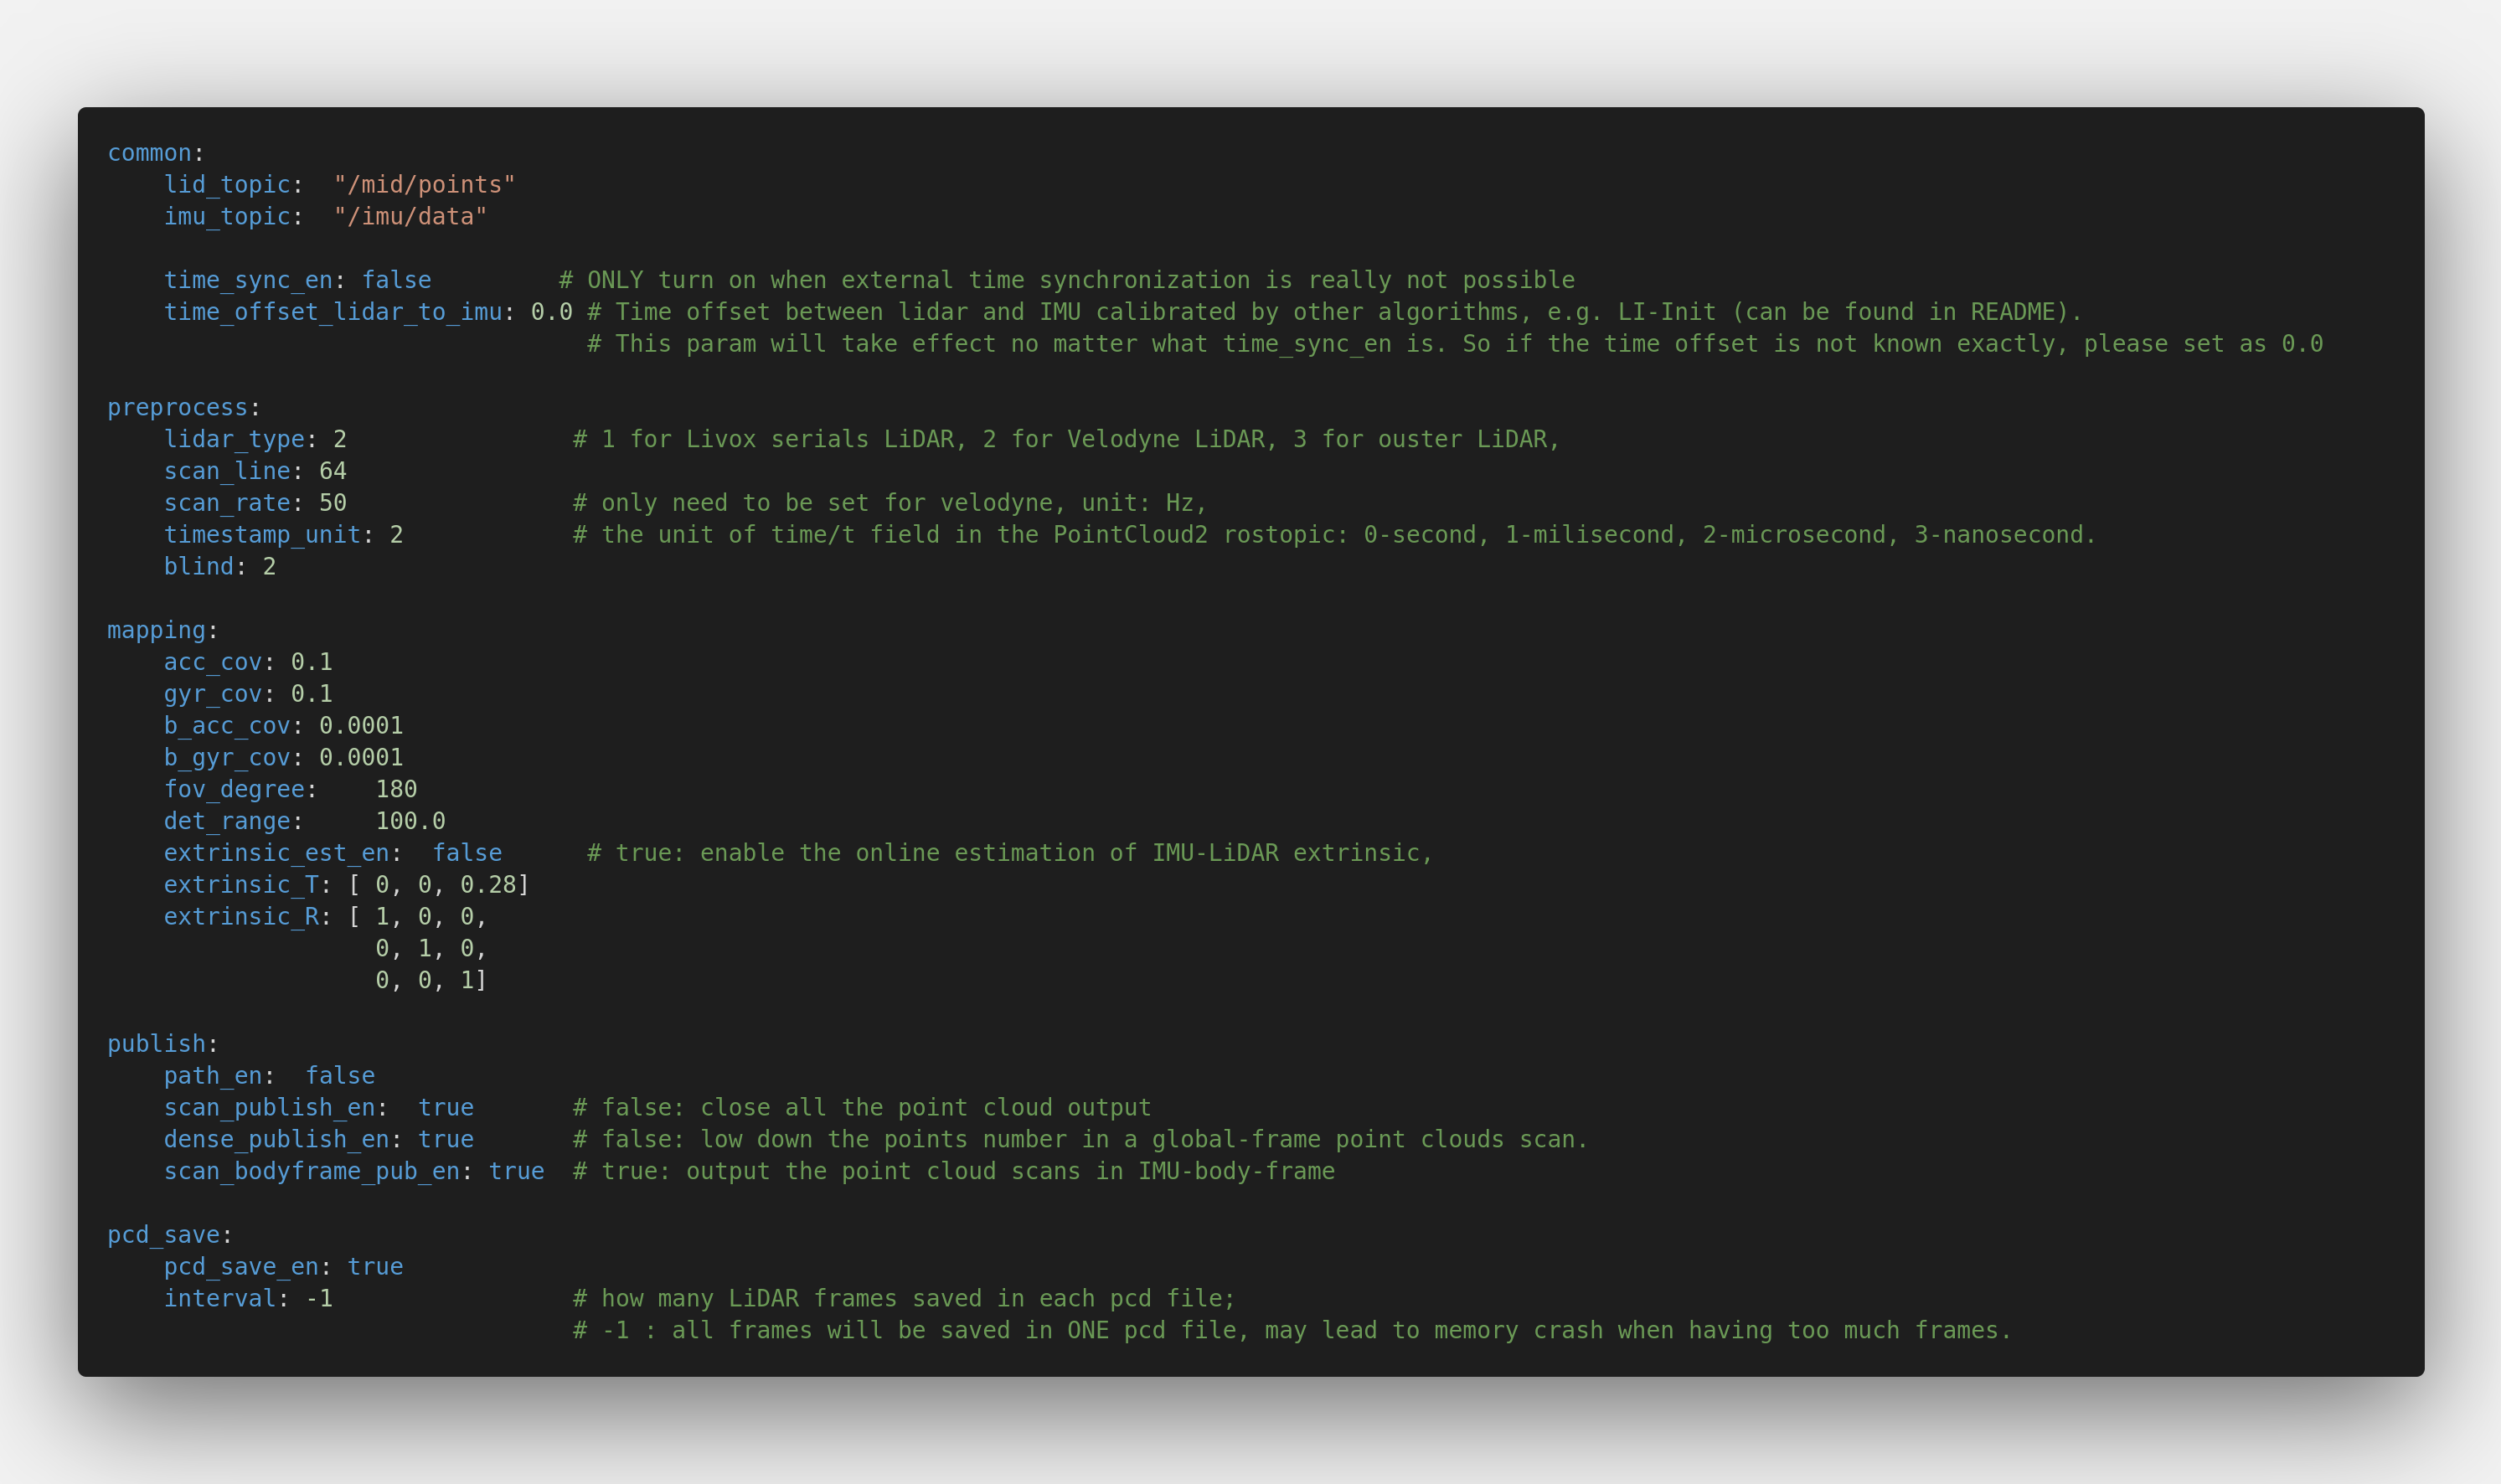 common:
    lid_topic:  "/mid/points"
    imu_topic:  "/imu/data"

    time_sync_en: false         # ONLY turn on when external time synchronization is really not possible
    time_offset_lidar_to_imu: 0.0 # Time offset between lidar and IMU calibrated by other algorithms, e.g. LI-Init (can be found in README).
                                  # This param will take effect no matter what time_sync_en is. So if the time offset is not known exactly, please set as 0.0

preprocess:
    lidar_type: 2                # 1 for Livox serials LiDAR, 2 for Velodyne LiDAR, 3 for ouster LiDAR,
    scan_line: 64
    scan_rate: 50                # only need to be set for velodyne, unit: Hz,
    timestamp_unit: 2            # the unit of time/t field in the PointCloud2 rostopic: 0-second, 1-milisecond, 2-microsecond, 3-nanosecond.
    blind: 2

mapping:
    acc_cov: 0.1
    gyr_cov: 0.1
    b_acc_cov: 0.0001
    b_gyr_cov: 0.0001
    fov_degree:    180
    det_range:     100.0
    extrinsic_est_en:  false      # true: enable the online estimation of IMU-LiDAR extrinsic,
    extrinsic_T: [ 0, 0, 0.28]
    extrinsic_R: [ 1, 0, 0,
                   0, 1, 0,
                   0, 0, 1]

publish:
    path_en:  false
    scan_publish_en:  true       # false: close all the point cloud output
    dense_publish_en: true       # false: low down the points number in a global-frame point clouds scan.
    scan_bodyframe_pub_en: true  # true: output the point cloud scans in IMU-body-frame

pcd_save:
    pcd_save_en: true
    interval: -1                 # how many LiDAR frames saved in each pcd file;
                                 # -1 : all frames will be saved in ONE pcd file, may lead to memory crash when having too much frames.